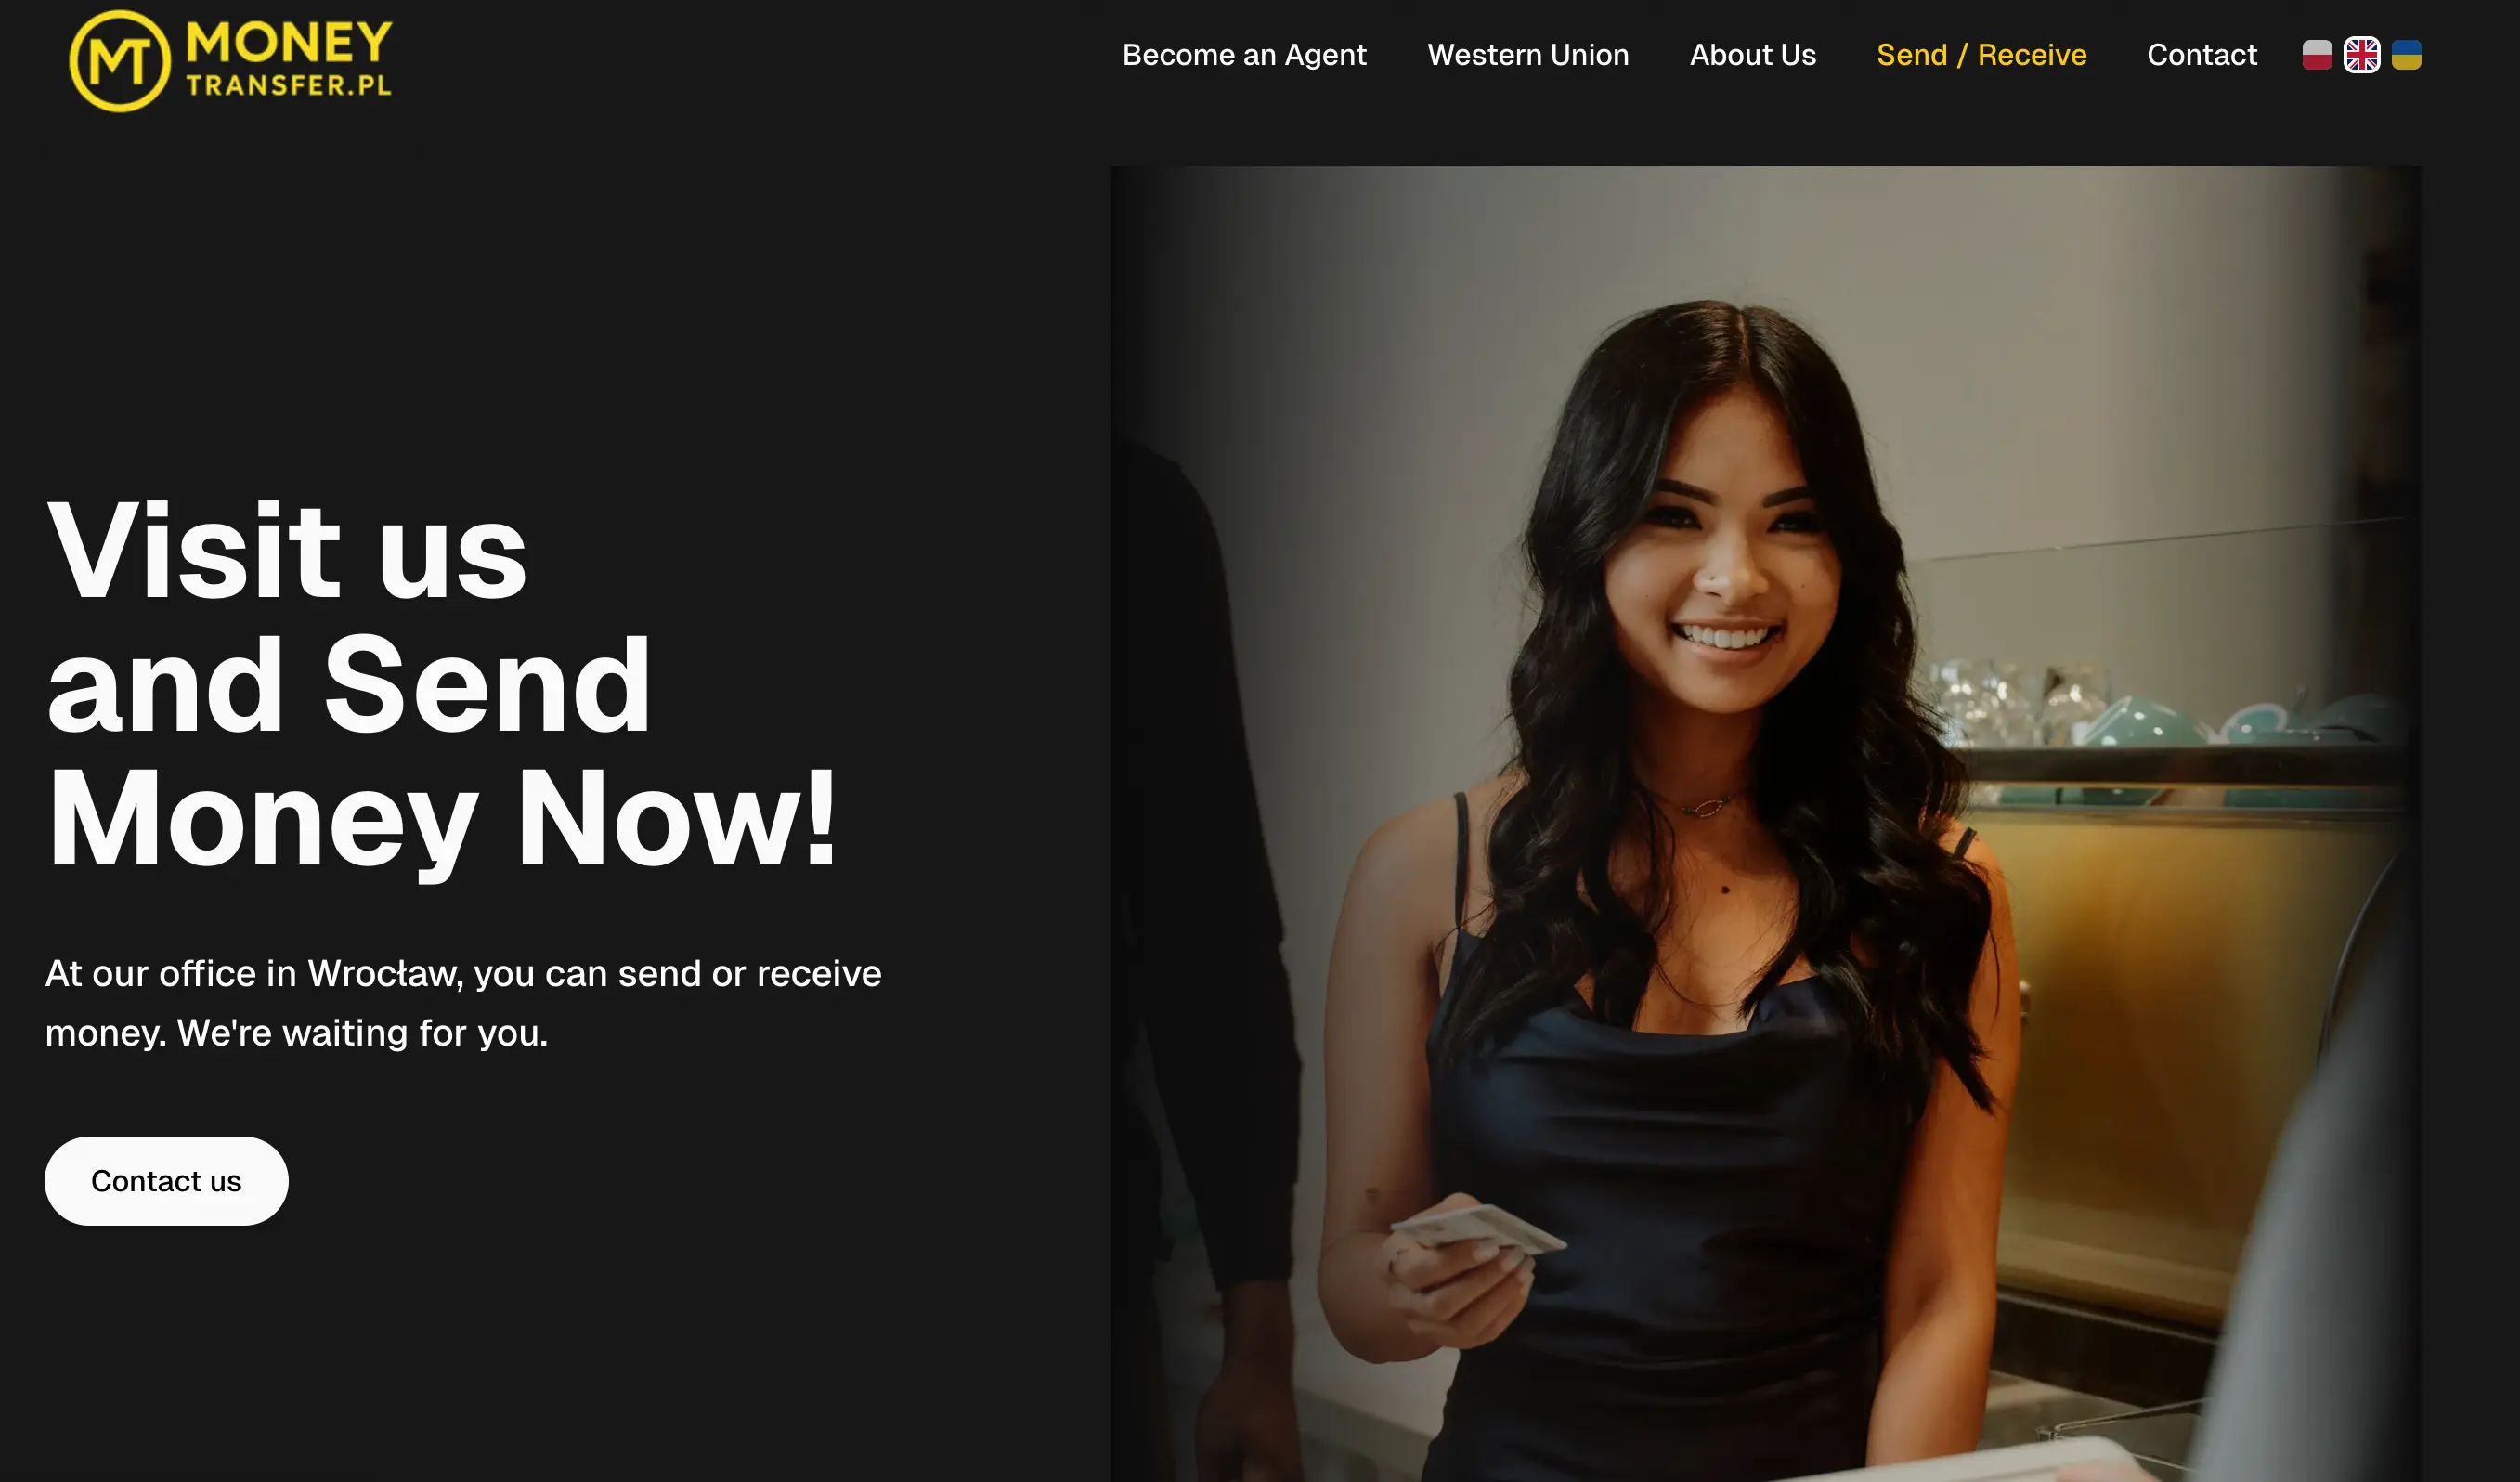 MT MONEY
TRANSFER.PL
Become an Agent Western Union About Us Send / Receive Contact
Visit us
and Send
Money Now!
At our office in Wrocław, you can send or receive
money. We're waiting for you.
Contact us